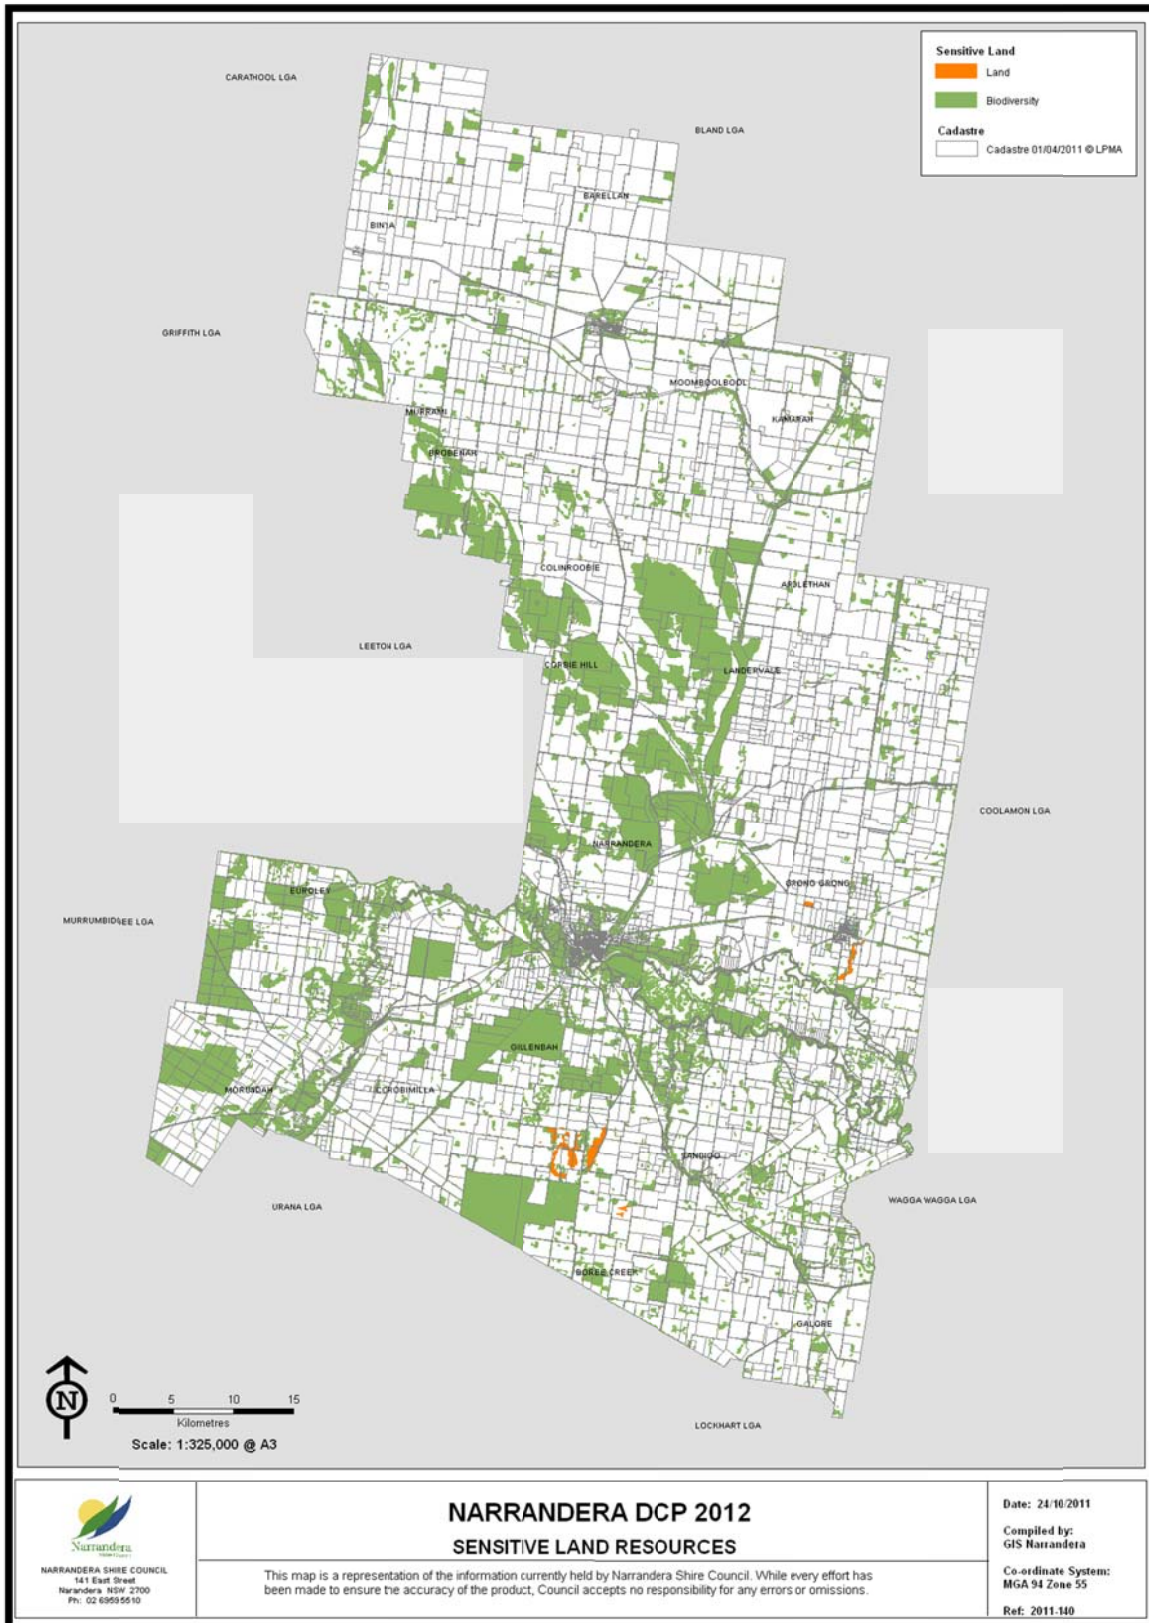 Sensitive Land
Land
Biodiversity
Cadastre
Cadastre 01/04/2011 © LPMA
CARATHOOL LGA
BLAND LGA
BARELLAN
BINYA
GRIFFITH LGA
MOOMBOOLBOOL
MURRAMI
KAMARAH
BROBENAH
COLINROOBIE
ARDLETHAN
LEETON LGA
CORBIE HILL
LANDERVALE
COOLAMON LGA
NARRANDERA
GRONG GRONG
EUROLEY
MURRUMBIDGEE LGA
GILLENBAH
MORUNDAH
COROBIMILLA
SANDIGO
URANA LGA
WAGGA WAGGA LGA
BOREE CREEK
GALORE
LOCKHART LGA
N
0 5 10 15
Kilometres
Scale: 1:325,000 @ A3
Narrandera
NARRANDERA SHIRE COUNCIL
141 East Street
Narandera NSW 2700
Ph: 02 69595510
NARRANDERA DCP 2012
SENSITIVE LAND RESOURCES
This map is a representation of the information currently held by Narrandera Shire Council. While every effort has
been made to ensure the accuracy of the product, Council accepts no responsibility for any errors or omissions.
Date: 24/10/2011
Compiled by:
GIS Narrandera
Co-ordinate System:
MGA 94 Zone 55
Ref: 2011-140